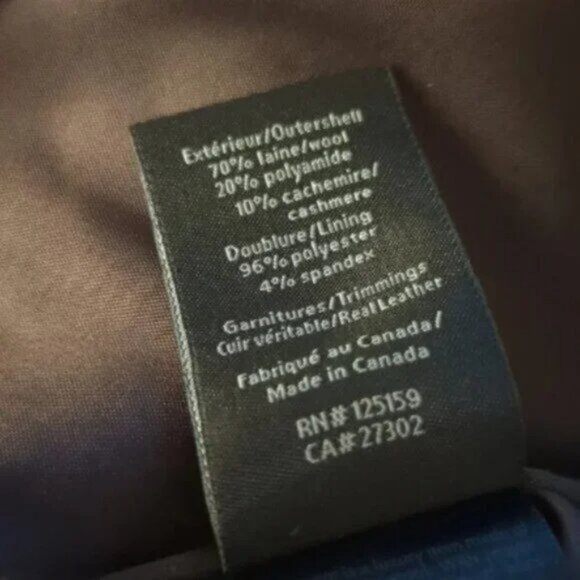 Extérieur/Outershell
70% laine/wool
20% polyamide
10% cachemire/
cashmere
Doublure/Lining
96% polyester
4% spandex
Garnitures/Trimmings
Cuir véritable/Real Leather
Fabriqué au Canada/
Made in Canada
RN# 125159
CA# 27302